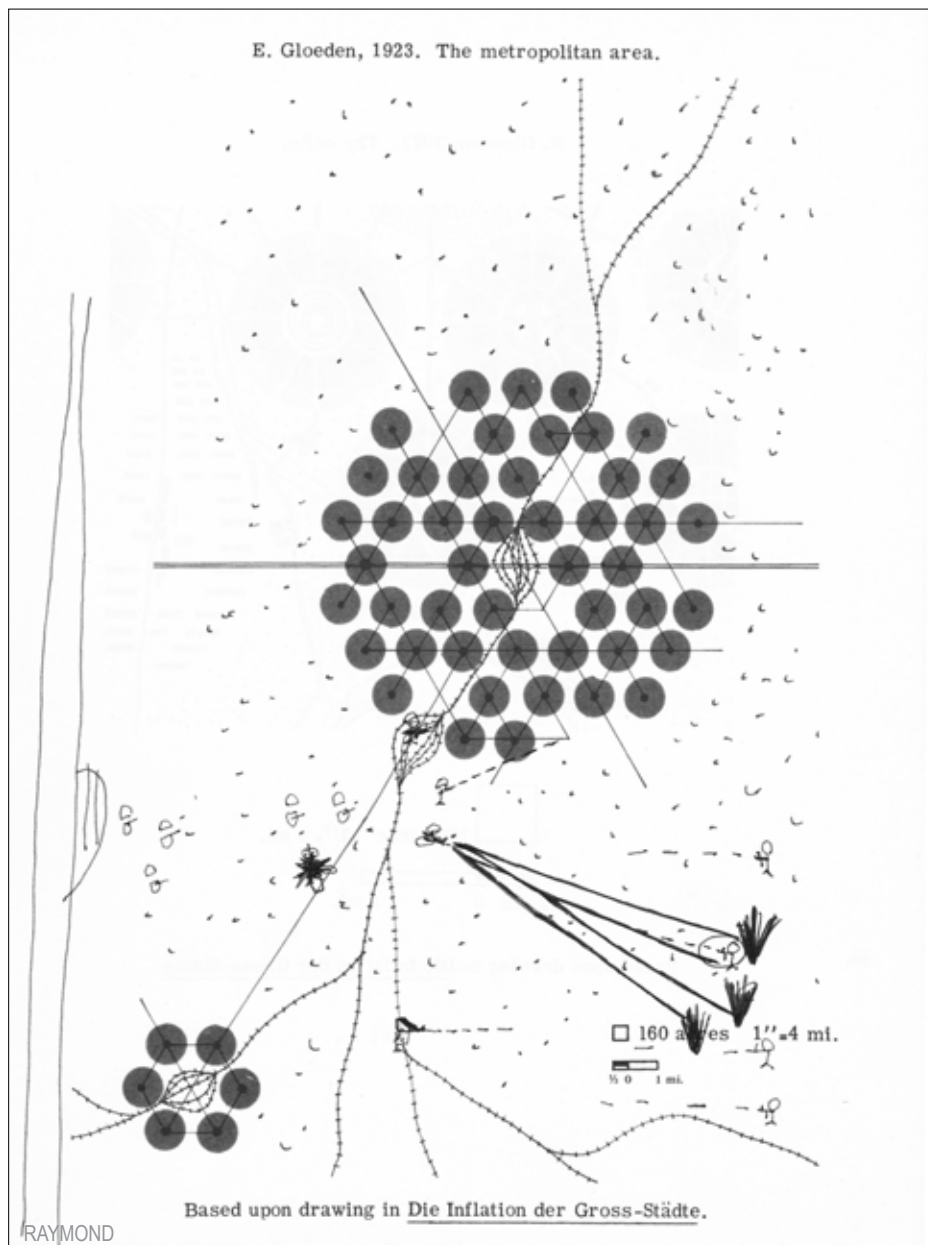 E. Gloeden, 1923. The metropolitan area.
160 acres 1"=4 mi.
½ 0 1 mi.
Based upon drawing in Die Inflation der Gross-Städte.
RAYMOND